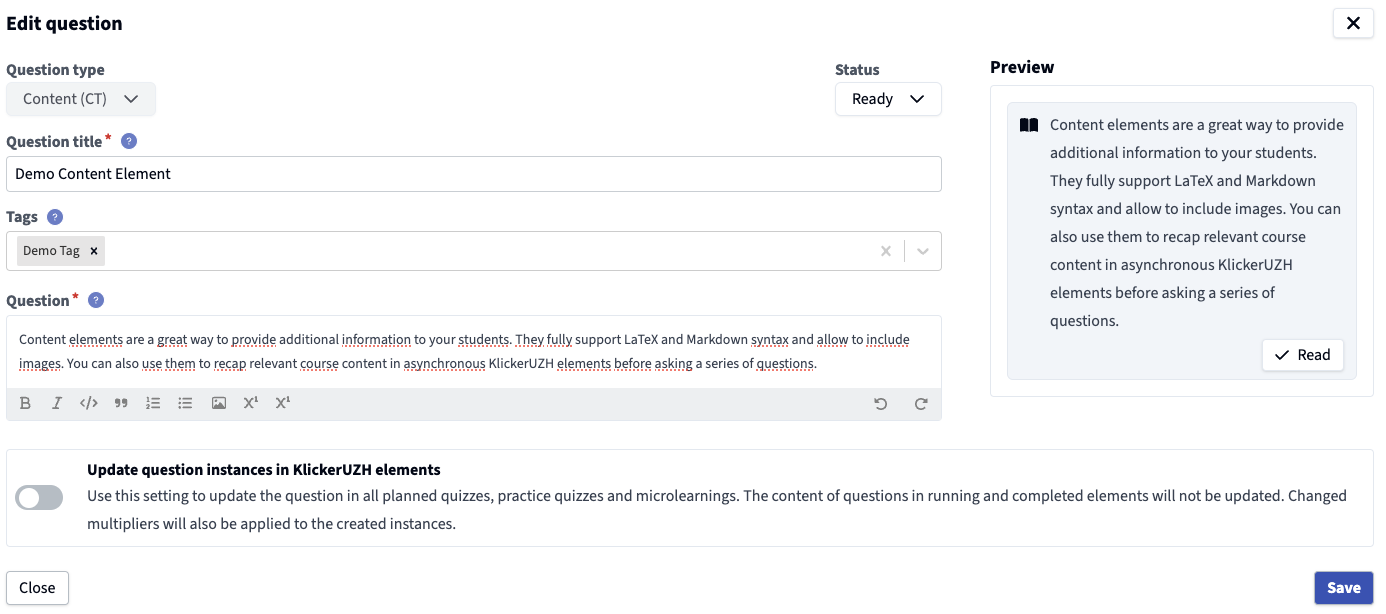 Edit question
Question type
Status
Content (CT)
Ready
Question title*
?
Demo Content Element
Tags
?
Demo Tag
Question*
?
Content elements are a great way to provide additional information to your students. They fully support LaTeX and Markdown syntax and allow to include
images. You can also use them to recap relevant course content in asynchronous KlickerUZH elements before asking a series of questions.
B I </> X¹ X¹
Preview
Content elements are a great way to provide
additional information to your students.
They fully support LaTeX and Markdown
syntax and allow to include images. You can
also use them to recap relevant course
content in asynchronous KlickerUZH
elements before asking a series of
questions.
Read
Update question instances in KlickerUZH elements
Use this setting to update the question in all planned quizzes, practice quizzes and microlearnings. The content of questions in running and completed elements will not be updated. Changed
multipliers will also be applied to the created instances.
Close
Save